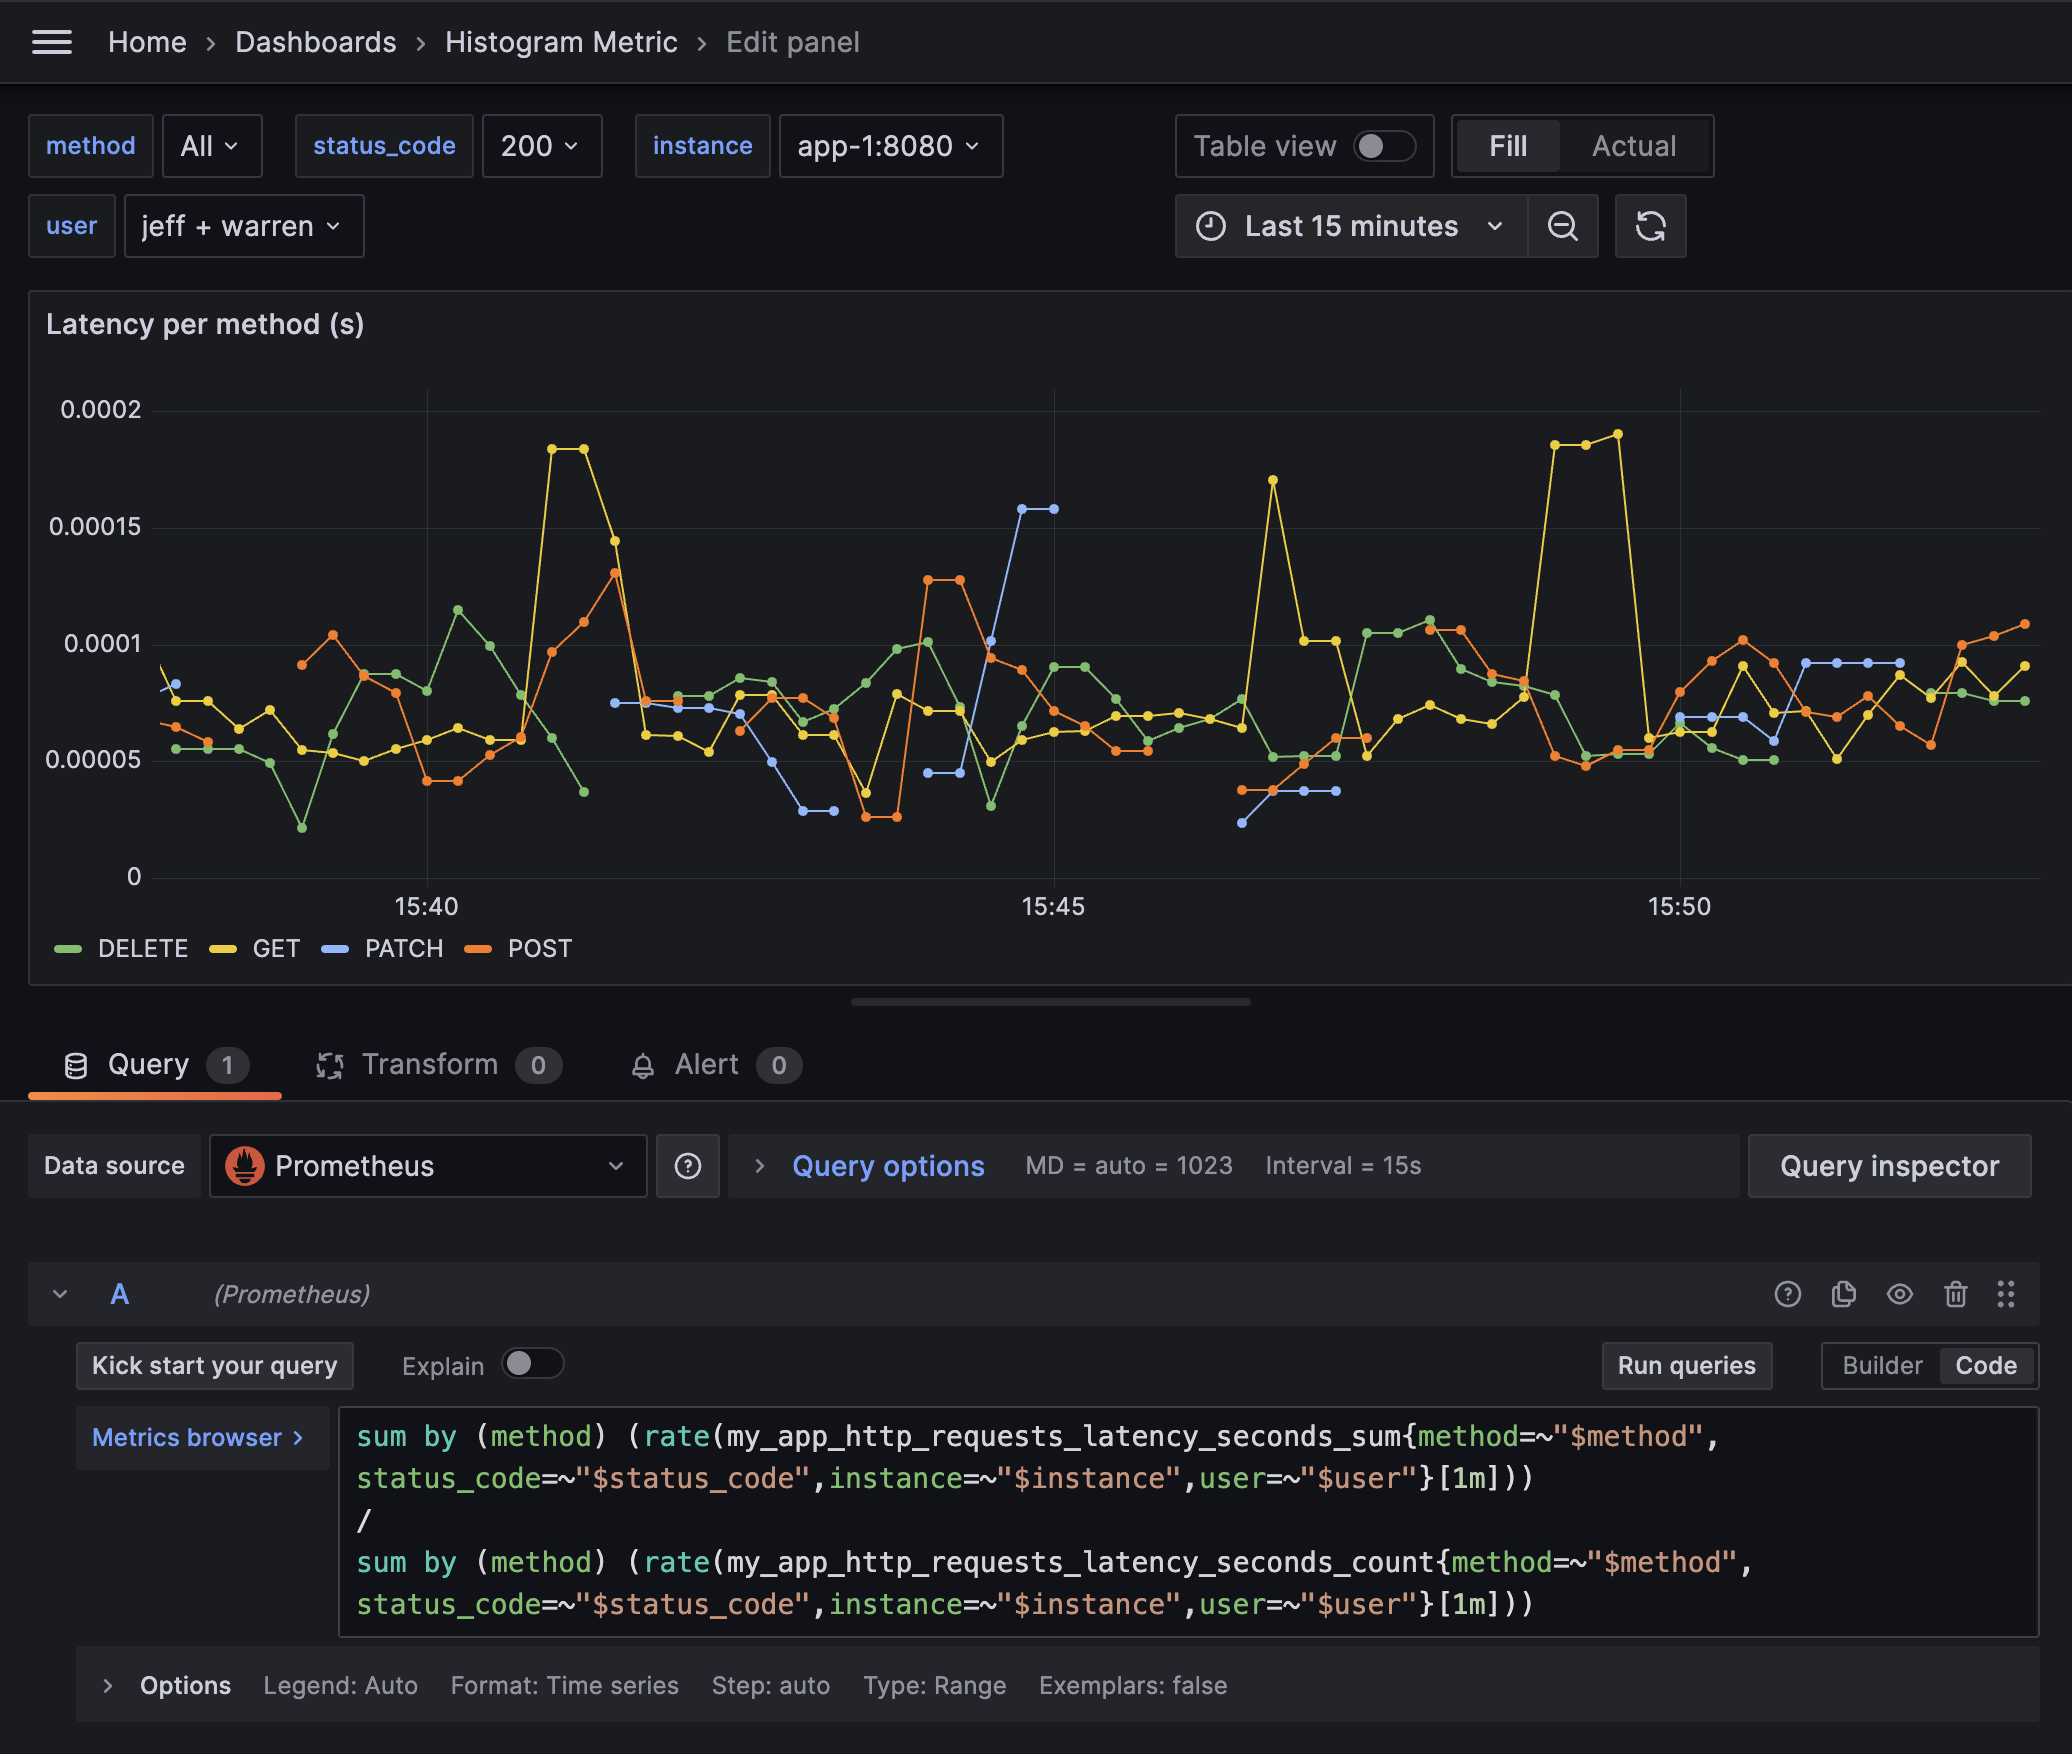 Home › Dashboards › Histogram Metric › Edit panel
method All status_code 200 instance app-1:8080 Table view Fill Actual
user jeff + warren Last 15 minutes
Latency per method (s)
0.0002
0.00015
0.0001
0.00005
0
15:40 15:45 15:50
DELETE GET PATCH POST
Query 1 Transform 0 Alert 0
Data source Prometheus Query options MD = auto = 1023 Interval = 15s Query inspector
A (Prometheus)
Kick start your query Explain Run queries Builder Code
Metrics browser >
sum by (method) (rate(my_app_http_requests_latency_seconds_sum{method=~"$method",
status_code=~"$status_code",instance=~"$instance",user=~"$user"}[1m]))
/
sum by (method) (rate(my_app_http_requests_latency_seconds_count{method=~"$method",
status_code=~"$status_code",instance=~"$instance",user=~"$user"}[1m]))
Options Legend: Auto Format: Time series Step: auto Type: Range Exemplars: false